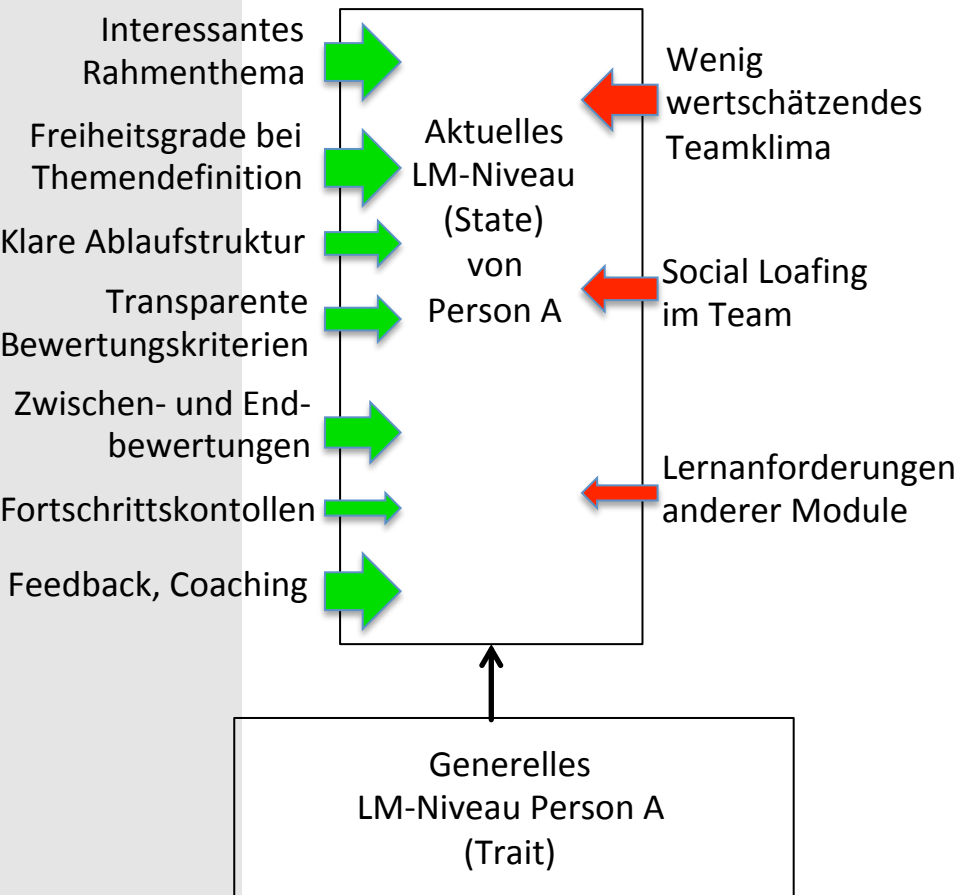 Interessantes
Rahmenthema
Freiheitsgrade bei
Themendefinition
Klare Ablaufstruktur
Transparente
Bewertungskriterien
Zwischen- und End-
bewertungen
Fortschrittskontollen
Feedback, Coaching
Aktuelles
LM-Niveau
(State)
von
Person A
Wenig
wertschätzendes
Teamklima
Social Loafing
im Team
Lernanforderungen
anderer Module
Generelles
LM-Niveau Person A
(Trait)